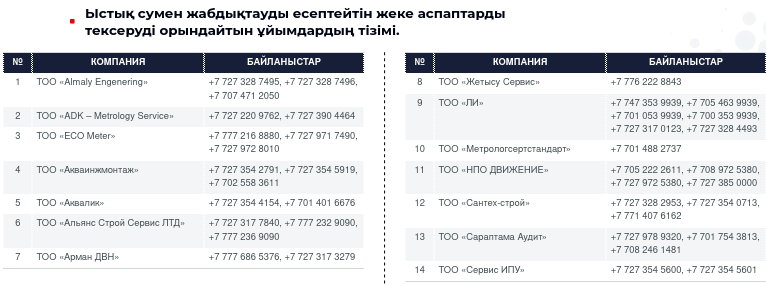 Ыстық сумен жабдықтауды есептейтін жеке аспаптарды
тексеруді орындайтын ұйымдардың тізімі.
№ КОМПАНИЯ БАЙЛАНЫСТАР
1 ТОО «Almaly Engenering» +7 727 328 7495, +7 727 328 7496,
+7 707 471 2050
2 ТОО «ADK – Metrology Service» +7 727 220 9762, +7 727 390 4464
3 ТОО «ECO Meter» +7 777 216 8880, +7 727 971 7490,
+7 727 972 8010
4 ТОО «Акваинжмонтаж» +7 727 354 2791, +7 727 354 5919,
+7 702 558 3611
5 ТОО «Аквалик» +7 727 354 4154, +7 701 401 6676
6 ТОО «Альянс Строй Сервис ЛТД» +7 727 317 7840, +7 777 232 9090,
+7 777 236 9090
7 ТОО «Арман ДВН» +7 777 686 5376, +7 727 317 3279
№ КОМПАНИЯ БАЙЛАНЫСТАР
8 ТОО «Жетысу Сервис» +7 776 222 8843
9 ТОО «ЛИ» +7 747 353 9939, +7 705 463 9939,
+7 701 053 9939, +7 700 353 9939,
+7 727 317 0123, +7 727 328 4493
10 ТОО «Метрологсертстандарт» +7 701 488 2737
11 ТОО «НПО ДВИЖЕНИЕ» +7 705 222 2611, +7 708 972 5380,
+7 727 972 5380, +7 727 385 0000
12 ТОО «Сантех-строй» +7 727 328 2953, +7 727 354 0713,
+7 771 407 6162
13 ТОО «Сараптама Аудит» +7 727 978 9320, +7 701 754 3813,
+7 708 246 1481
14 ТОО «Сервис ИПУ» +7 727 354 5600, +7 727 354 5601